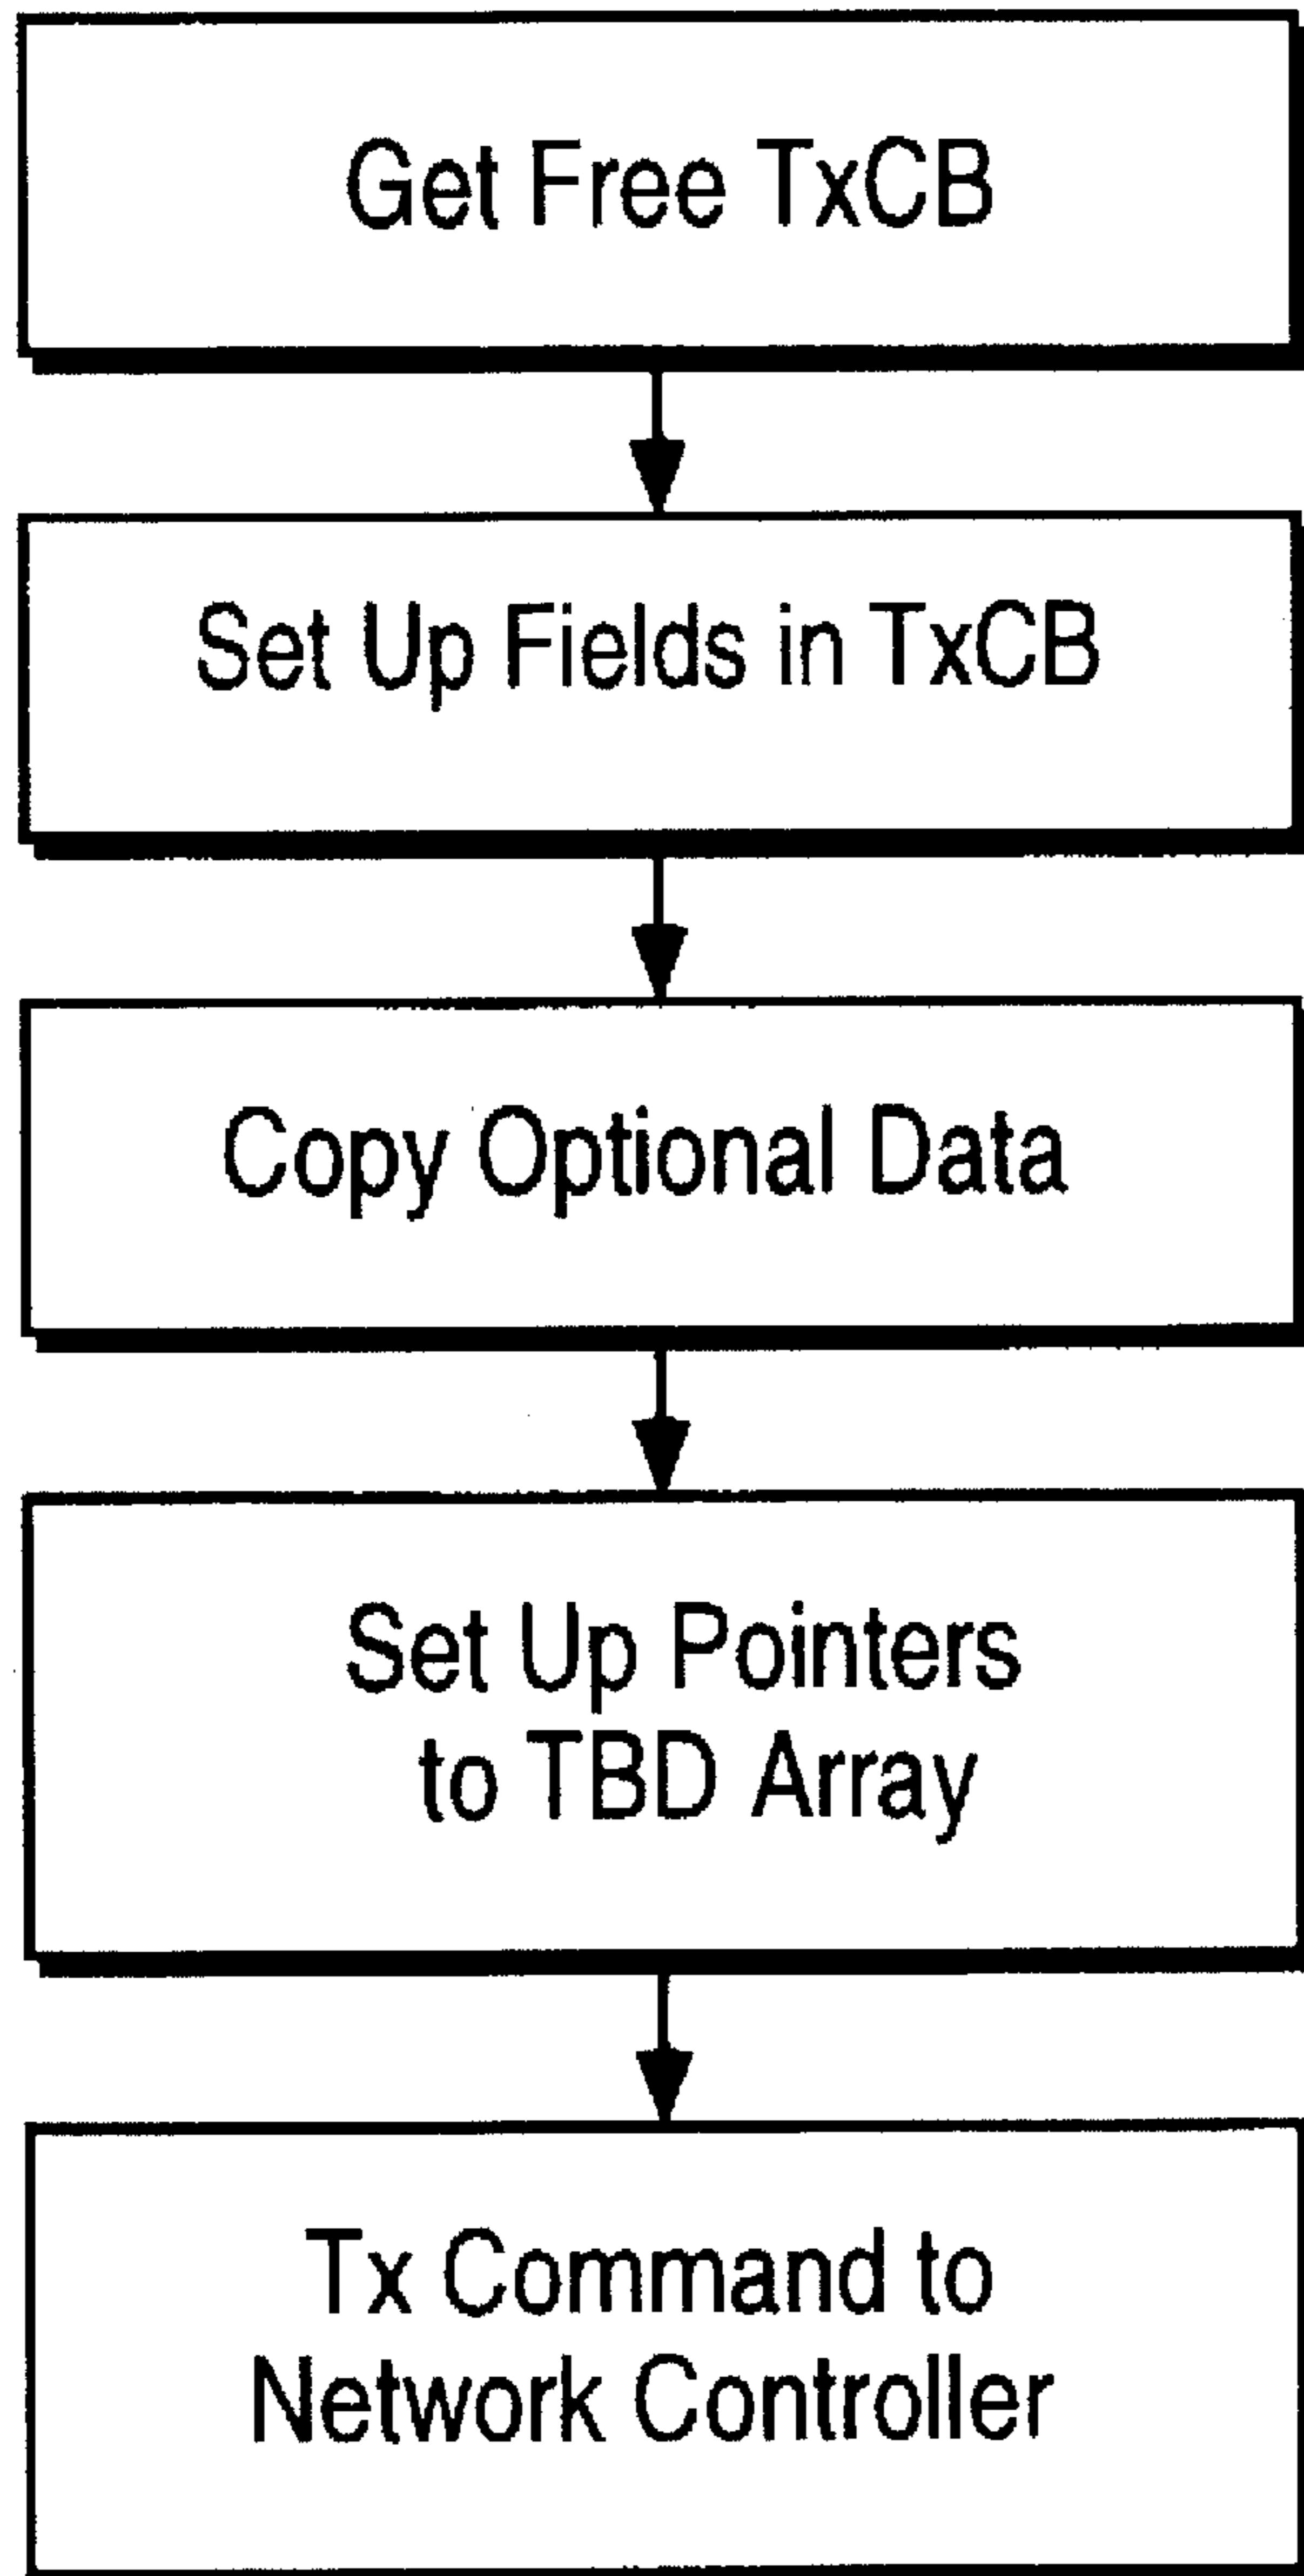 Get Free TxCB
Set Up Fields in TxCB
Copy Optional Data
Set Up Pointers
to TBD Array
Tx Command to
Network Controller